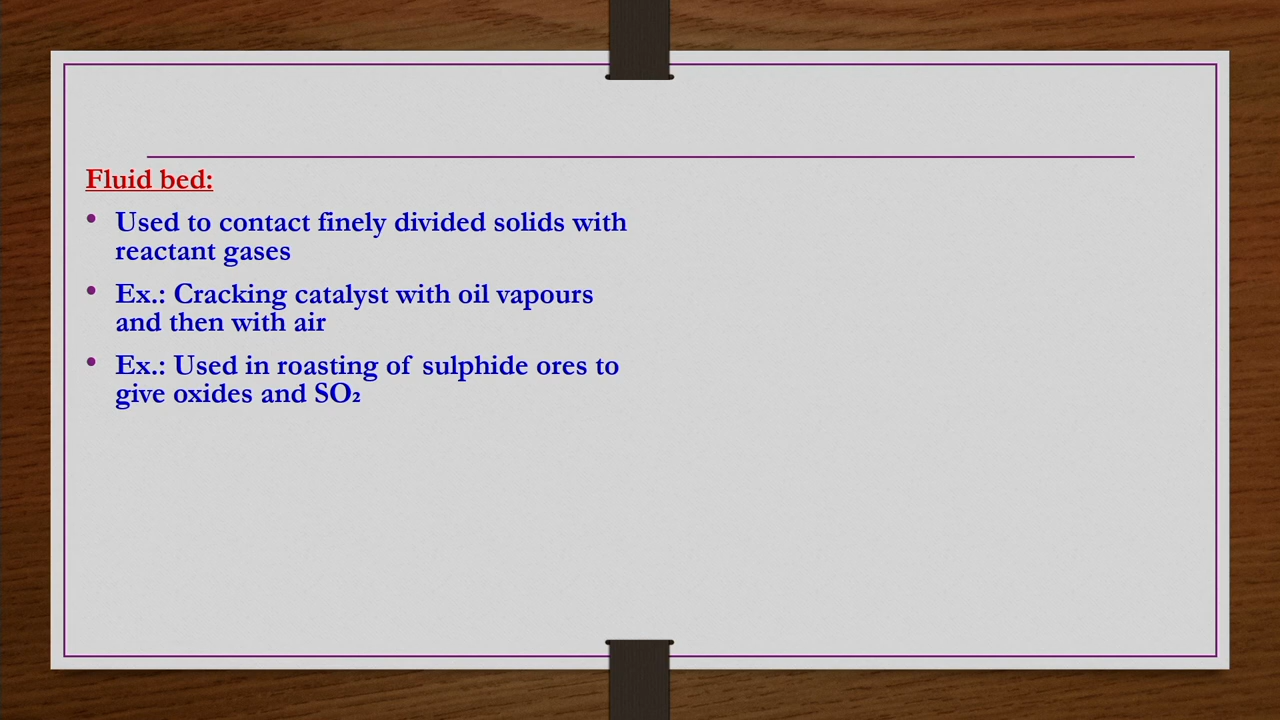 Fluid bed:
• Used to contact finely divided solids with
reactant gases
• Ex.: Cracking catalyst with oil vapours
and then with air
• Ex.: Used in roasting of  sulphide ores to
give oxides and SO₂